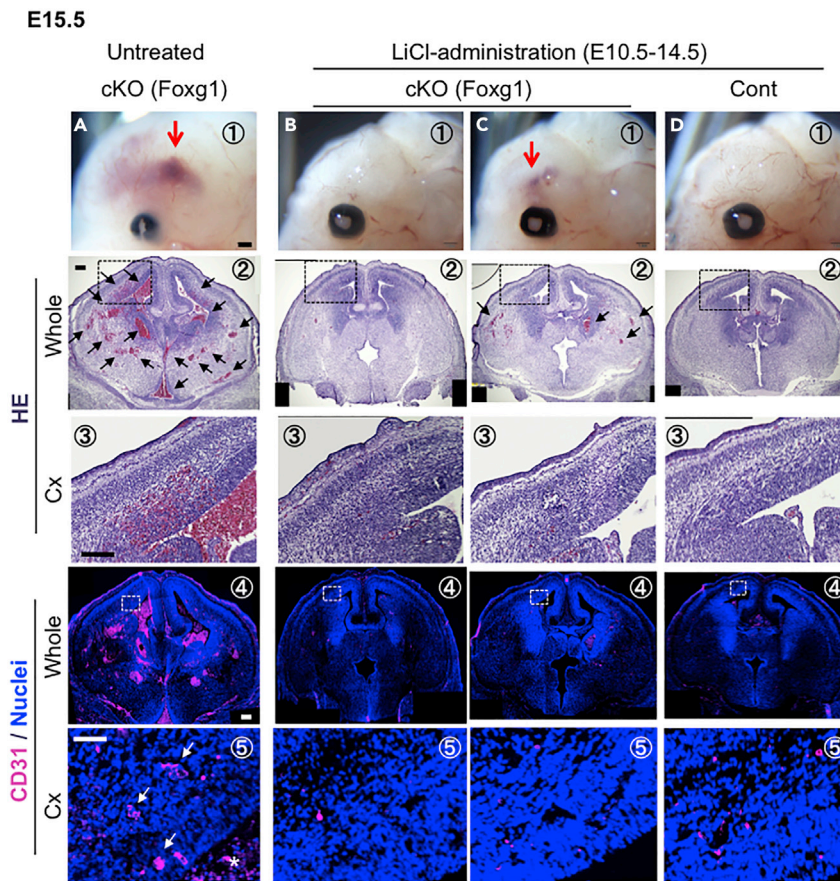 E15.5
Untreated
LiCl-administration (E10.5-14.5)
cKO (Foxg1)
cKO (Foxg1)
Cont
A ①
B ①
C ①
D ①
HE
Whole
② ② ② ②
Cx
③ ③ ③ ③
CD31 / Nuclei
Whole
④ ④ ④ ④
Cx
⑤ ⑤ ⑤ ⑤
*